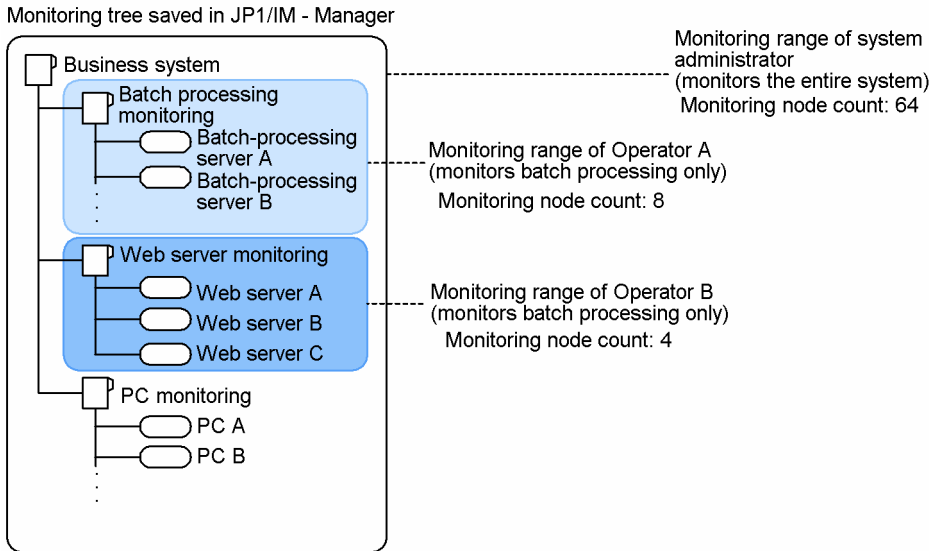 Monitoring tree saved in JP1/IM - Manager
Business system
Batch processing
monitoring
Batch-processing
server A
Batch-processing
server B
Web server monitoring
Web server A
Web server B
Web server C
PC monitoring
PC A
PC B
Monitoring range of system
administrator
(monitors the entire system)
Monitoring node count: 64
Monitoring range of Operator A
(monitors batch processing only)
Monitoring node count: 8
Monitoring range of Operator B
(monitors batch processing only)
Monitoring node count: 4